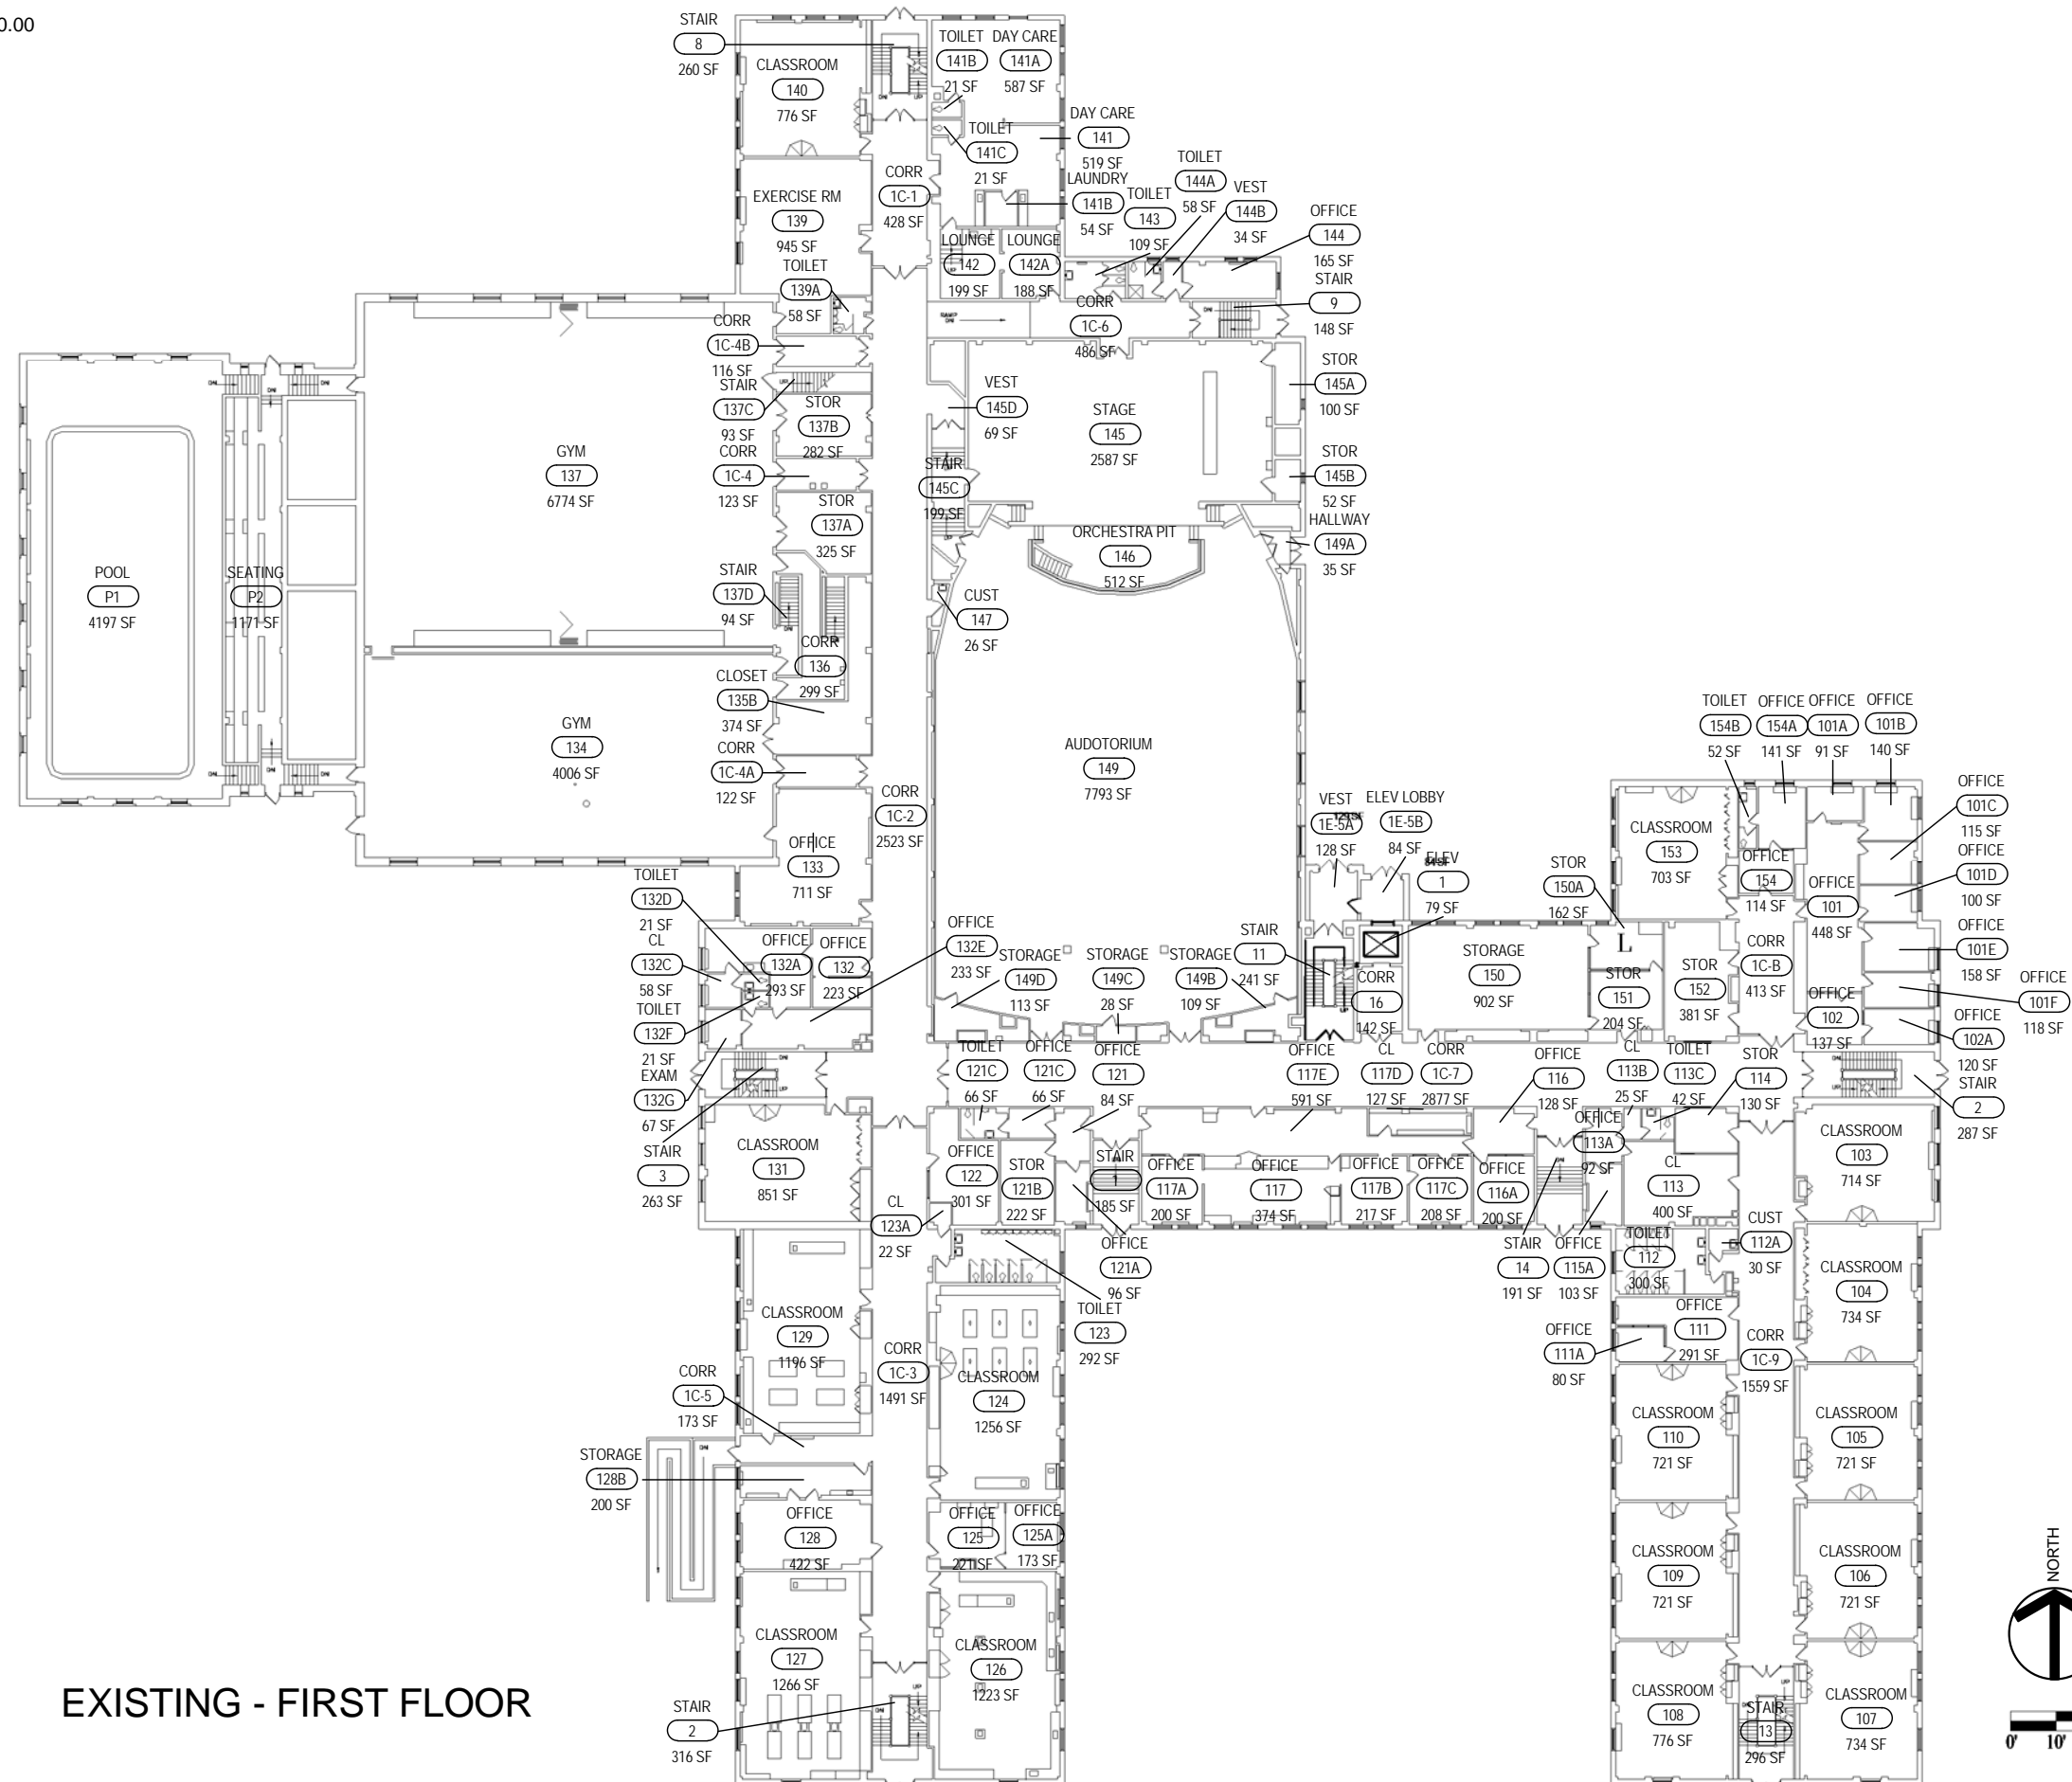 0.00
STAIR
8
260 SF
CLASSROOM
140
776 SF
TOILET
141B
21 SF
DAY CARE
141A
587 SF
DAY CARE
141
519 SF
TOILET
141C
21 SF
LAUNDRY
141B
54 SF
TOILET
143
109 SF
TOILET
144A
58 SF
VEST
144B
34 SF
OFFICE
144
165 SF
STAIR
9
148 SF
CORR
1C-1
428 SF
EXERCISE RM
139
945 SF
TOILET
139A
58 SF
LOUNGE
142
199 SF
LOUNGE
142A
188 SF
CORR
1C-6
486 SF
RAMP
DN
CORR
1C-4B
116 SF
STAIR
137C
93 SF
STOR
137B
282 SF
CORR
1C-4
123 SF
STOR
137A
325 SF
VEST
145D
69 SF
STAGE
145
2587 SF
STOR
145A
100 SF
STOR
145B
52 SF
STAIR
145C
199 SF
HALLWAY
149A
35 SF
ORCHESTRA PIT
146
512 SF
GYM
137
6774 SF
POOL
P1
4197 SF
SEATING
P2
1171 SF
STAIR
137D
94 SF
CORR
136
299 SF
CUST
147
26 SF
CLOSET
135B
374 SF
GYM
134
4006 SF
CORR
1C-4A
122 SF
CORR
1C-2
2523 SF
AUDOTORIUM
149
7793 SF
OFFICE
133
711 SF
VEST
1E-5A
128 SF
ELEV LOBBY
1E-5B
84 SF
ELEV
1
79 SF
TOILET
154B
52 SF
OFFICE
154A
141 SF
OFFICE
101A
91 SF
OFFICE
101B
140 SF
OFFICE
101C
115 SF
OFFICE
101D
100 SF
OFFICE
101E
158 SF
OFFICE
101F
118 SF
CLASSROOM
153
703 SF
OFFICE
154
114 SF
OFFICE
101
448 SF
STOR
150A
162 SF
L
STORAGE
150
902 SF
STOR
151
204 SF
STOR
152
381 SF
CORR
1C-B
413 SF
OFFICE
102
137 SF
OFFICE
102A
120 SF
STAIR
2
287 SF
TOILET
132D
21 SF
CL
132C
58 SF
TOILET
132F
21 SF
EXAM
132G
67 SF
OFFICE
132A
293 SF
OFFICE
132
223 SF
OFFICE
132E
233 SF
STORAGE
149D
113 SF
STORAGE
149C
28 SF
STORAGE
149B
109 SF
STAIR
11
241 SF
CORR
16
142 SF
STAIR
3
263 SF
CLASSROOM
131
851 SF
TOILET
121C
66 SF
OFFICE
121C
66 SF
OFFICE
121
84 SF
OFFICE
117E
591 SF
CL
117D
127 SF
CORR
1C-7
2877 SF
OFFICE
116
128 SF
CL
113B
25 SF
TOILET
113C
42 SF
STOR
114
130 SF
OFFICE
113A
92 SF
OFFICE
122
301 SF
STOR
121B
222 SF
STAIR
1
185 SF
OFFICE
117A
200 SF
OFFICE
117
374 SF
OFFICE
117B
217 SF
OFFICE
117C
208 SF
OFFICE
116A
200 SF
CL
113
400 SF
CLASSROOM
103
714 SF
CL
123A
22 SF
OFFICE
121A
96 SF
TOILET
123
292 SF
STAIR
14
191 SF
OFFICE
115A
103 SF
TOILET
112
300 SF
CUST
112A
30 SF
CLASSROOM
104
734 SF
CLASSROOM
129
1196 SF
OFFICE
111A
80 SF
OFFICE
111
291 SF
CORR
1C-9
1559 SF
CORR
1C-3
1491 SF
CLASSROOM
124
1256 SF
CORR
1C-5
173 SF
STORAGE
128B
200 SF
CLASSROOM
110
721 SF
CLASSROOM
105
721 SF
OFFICE
128
422 SF
OFFICE
125
221 SF
OFFICE
125A
173 SF
CLASSROOM
109
721 SF
CLASSROOM
106
721 SF
CLASSROOM
127
1266 SF
CLASSROOM
126
1223 SF
CLASSROOM
108
776 SF
STAIR
13
296 SF
CLASSROOM
107
734 SF
STAIR
2
316 SF
EXISTING - FIRST FLOOR
NORTH
0' 10'